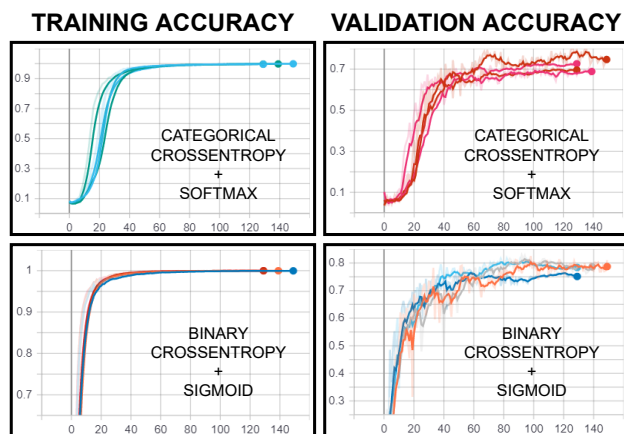 TRAINING ACCURACY
VALIDATION ACCURACY
0.9
0.7
0.5
0.3
0.1
CATEGORICAL
CROSSENTROPY
+
SOFTMAX
0 20 40 60 80 100 120 140
0.7
0.5
0.3
0.1
CATEGORICAL
CROSSENTROPY
+
SOFTMAX
0 20 40 60 80 100 120 140
1
0.9
0.8
0.7
BINARY
CROSSENTROPY
+
SIGMOID
0 20 40 60 80 100 120 140
0.8
0.7
0.6
0.5
0.4
0.3
BINARY
CROSSENTROPY
+
SIGMOID
0 20 40 60 80 100 120 140